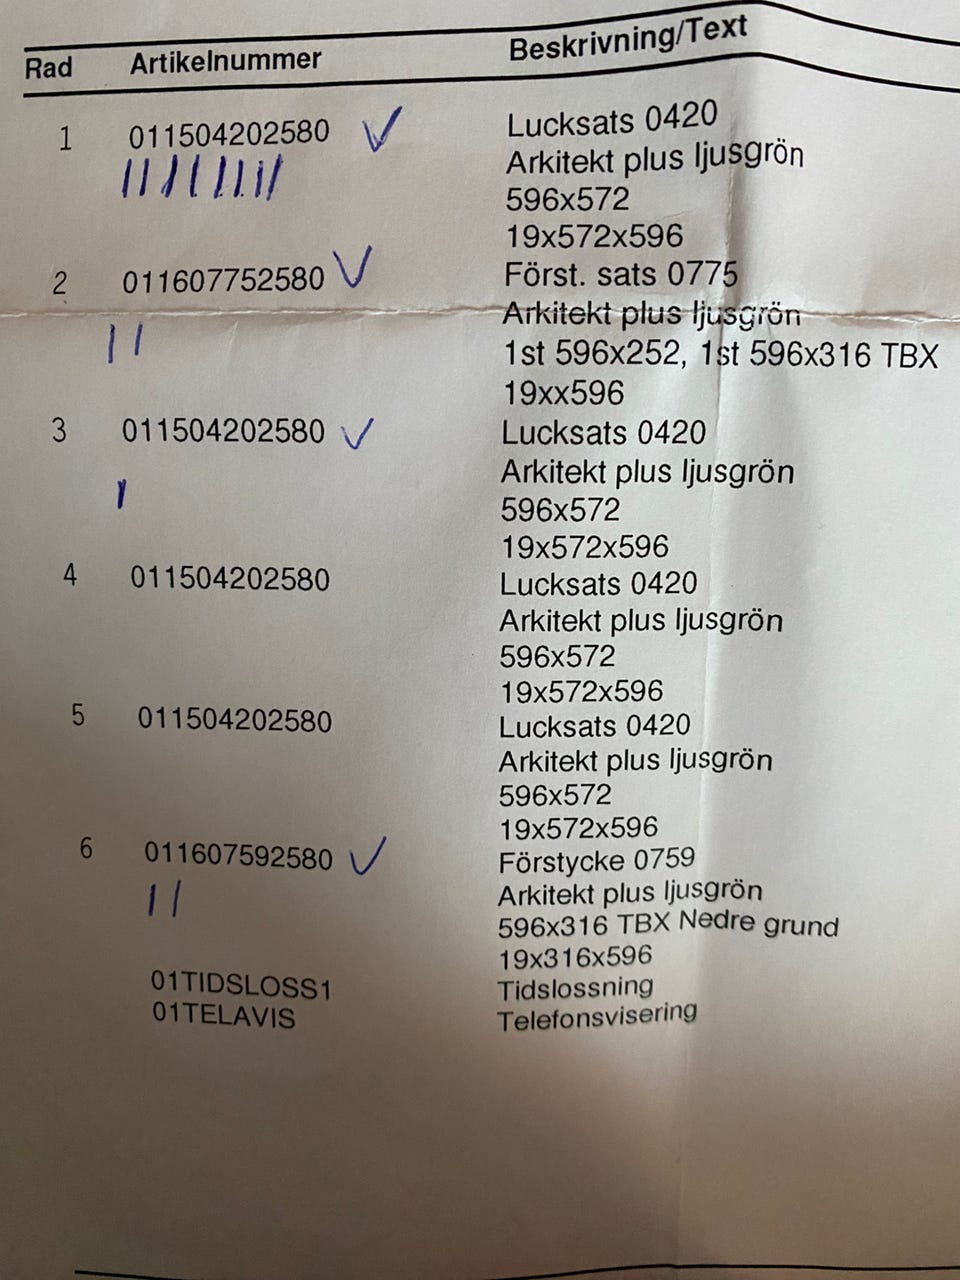 Rad Artikelnummer Beskrivning/Text
1 011504202580 Lucksats 0420
Arkitekt plus ljusgrön
596x572
19x572x596
2 011607752580 Först. sats 0775
Arkitekt plus ljusgrön
1st 596x252, 1st 596x316 TBX
19xx596
3 011504202580 Lucksats 0420
Arkitekt plus ljusgrön
596x572
19x572x596
4 011504202580 Lucksats 0420
Arkitekt plus ljusgrön
596x572
19x572x596
5 011504202580 Lucksats 0420
Arkitekt plus ljusgrön
596x572
19x572x596
6 011607592580 Förstycke 0759
Arkitekt plus ljusgrön
596x316 TBX Nedre grund
19x316x596
01TIDSLOSS1 Tidslossning
01TELAVIS Telefonsvisering